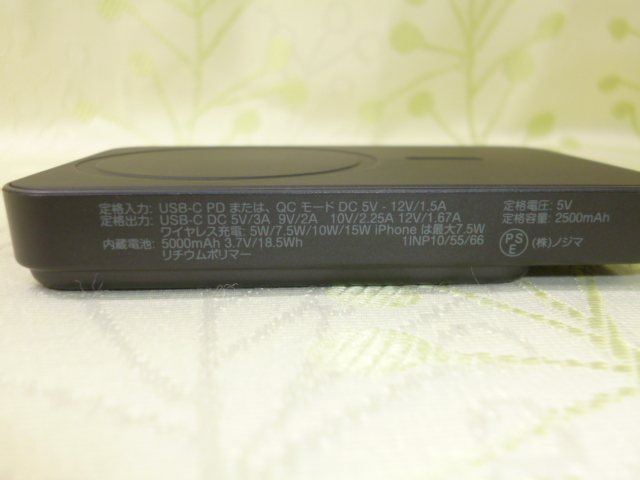 定格入力: USB-C PD または、QC モード DC 5V - 12V/1.5A
定格出力: USB-C DC 5V/3A 9V/2A 10V/2.25A 12V/1.67A
ワイヤレス充電: 5W/7.5W/10W/15W iPhone は最大7.5W
内蔵電池: 5000mAh 3.7V/18.5Wh 1INP10/55/66
リチウムポリマー
定格電圧: 5V
定格容量: 2500mAh
PSE (株)ノジマ